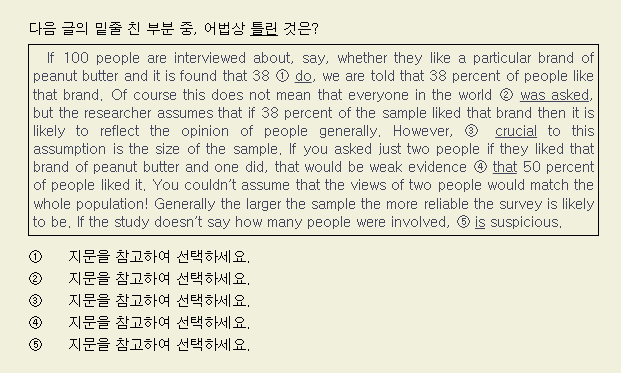 다음 글의 밑줄 친 부분 중, 어법상 틀린 것은?
If 100 people are interviewed about, say, whether they like a particular brand of
peanut butter and it is found that 38 ① do, we are told that 38 percent of people like
that brand. Of course this does not mean that everyone in the world ② was asked,
but the researcher assumes that if 38 percent of the sample liked that brand then it is
likely to reflect the opinion of people generally. However, ③ crucial to this
assumption is the size of the sample. If you asked just two people if they liked that
brand of peanut butter and one did, that would be weak evidence ④ that 50 percent
of people liked it. You couldn't assume that the views of two people would match the
whole population! Generally the larger the sample the more reliable the survey is likely
to be. If the study doesn't say how many people were involved, ⑤ is suspicious.
① 지문을 참고하여 선택하세요.
② 지문을 참고하여 선택하세요.
③ 지문을 참고하여 선택하세요.
④ 지문을 참고하여 선택하세요.
⑤ 지문을 참고하여 선택하세요.